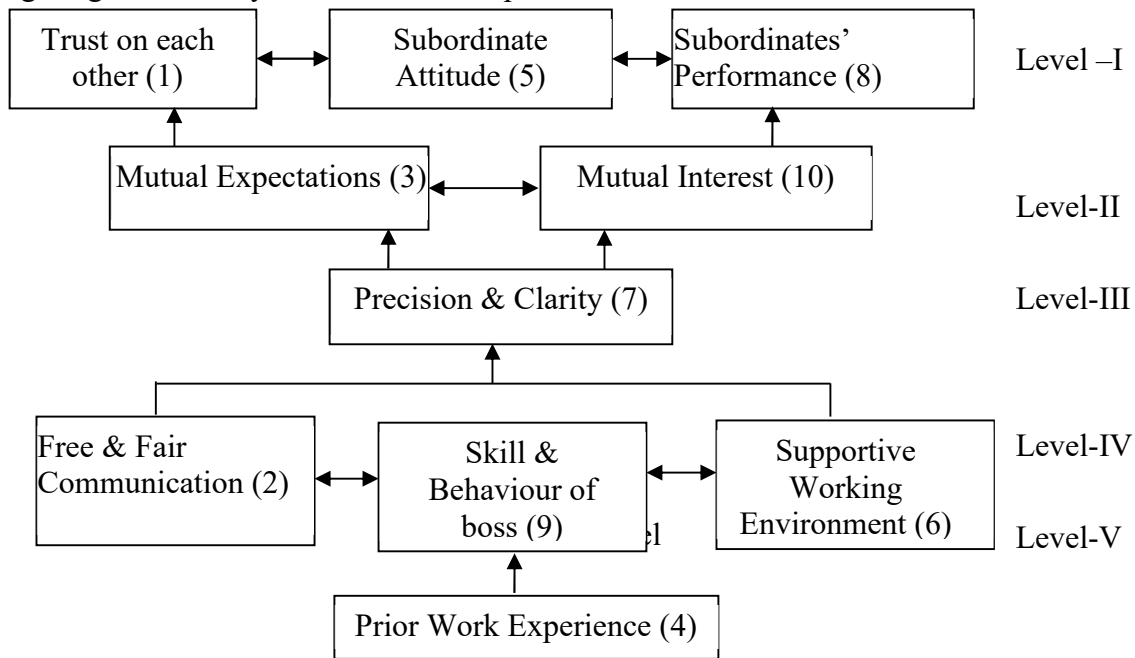 Trust on each
other (1)
Subordinate
Attitude (5)
Subordinates’
Performance (8)
Level –I
Mutual Expectations (3)
Mutual Interest (10)
Level-II
Precision & Clarity (7)
Level-III
Free & Fair
Communication (2)
Skill &
Behaviour of
boss (9)
Supportive
Working
Environment (6)
Level-IV
el
Level-V
Prior Work Experience (4)